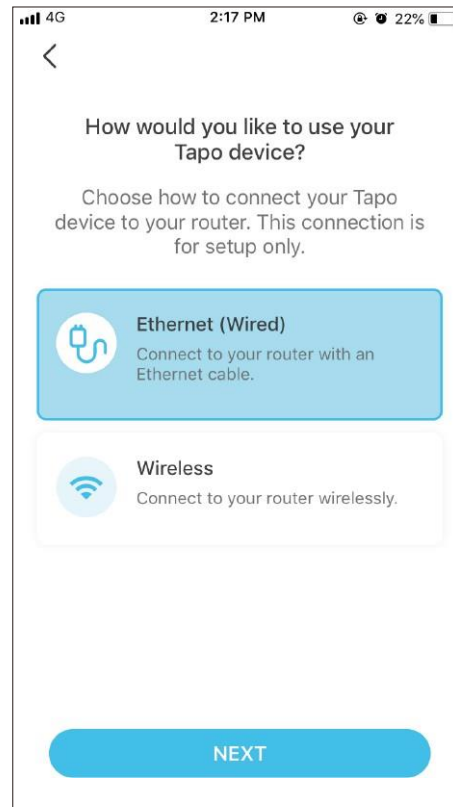 4G 2:17 PM 22%
How would you like to use your
Tapo device?
Choose how to connect your Tapo
device to your router. This connection is
for setup only.
Ethernet (Wired)
Connect to your router with an
Ethernet cable.
Wireless
Connect to your router wirelessly.
NEXT